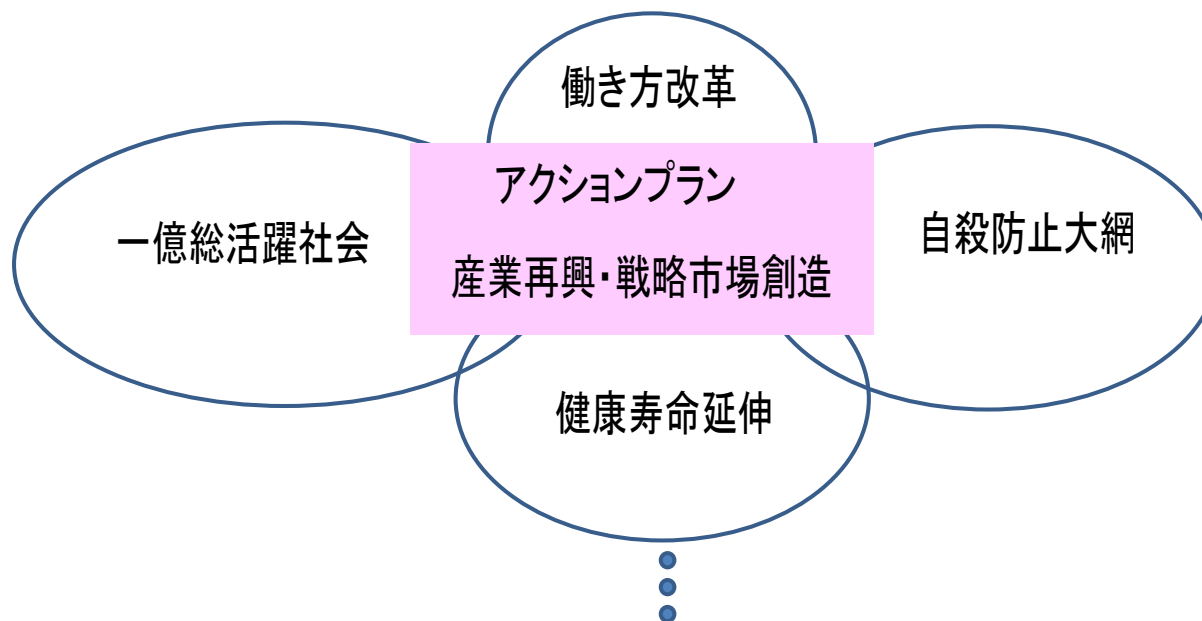 働き方改革
アクションプラン
一億総活躍社会
自殺防止大網
産業再興・戦略市場創造
健康寿命延伸